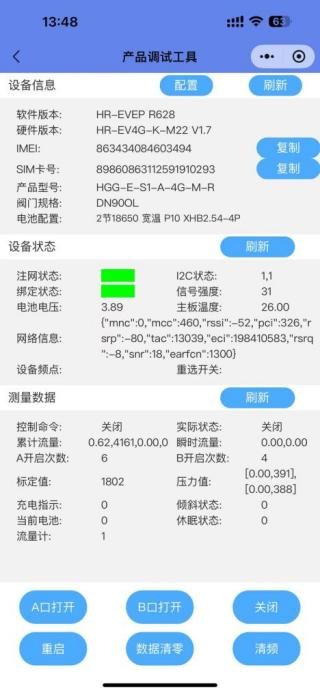 13:48
63
产品调试工具
设备信息 配置 刷新
软件版本: HR-EVEP R628
硬件版本: HR-EV4G-K-M22 V1.7
IMEI: 863434084603494 复制
SIM卡号: 89860863112591910293 复制
产品型号: HGG-E-S1-A-4G-M-R
阀门规格: DN90OL
电池配置: 2节18650 宽温 P10 XHB2.54-4P
设备状态 刷新
注网状态: I2C状态: 1,1
绑定状态: 信号强度: 31
电池电压: 3.89 主板温度: 26.00
网络信息: {"mnc":0,"mcc":460,"rssi":-52,"pci":326,"r
srp":-80,"tac":13039,"eci":198410583,"rsrq
":-8,"snr":18,"earfcn":1300}
设备频点: 重选开关:
测量数据 刷新
控制命令: 关闭 实际状态: 关闭
累计流量: 0.62,4161,0.00,0 瞬时流量: 0.00,0.00
A开启次数: 6 B开启次数: 4
标定值: 1802 压力值: [0.00,391],
[0.00,388]
充电指示: 0 倾斜状态: 0
当前电池: 0 休眠状态: 0
流量计: 1
A口打开 B口打开 关闭
重启 数据清零 清频